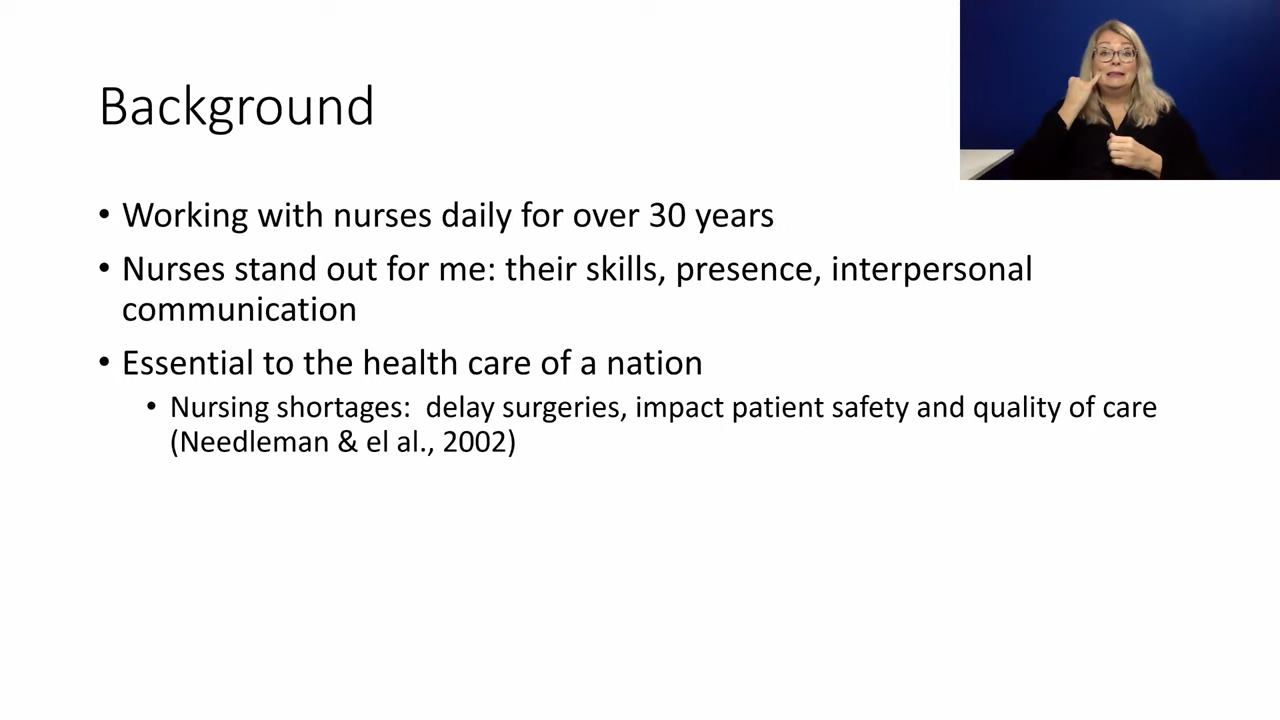 Background
• Working with nurses daily for over 30 years
• Nurses stand out for me: their skills, presence, interpersonal
communication
• Essential to the health care of a nation
• Nursing shortages:  delay surgeries, impact patient safety and quality of care
(Needleman & el al., 2002)